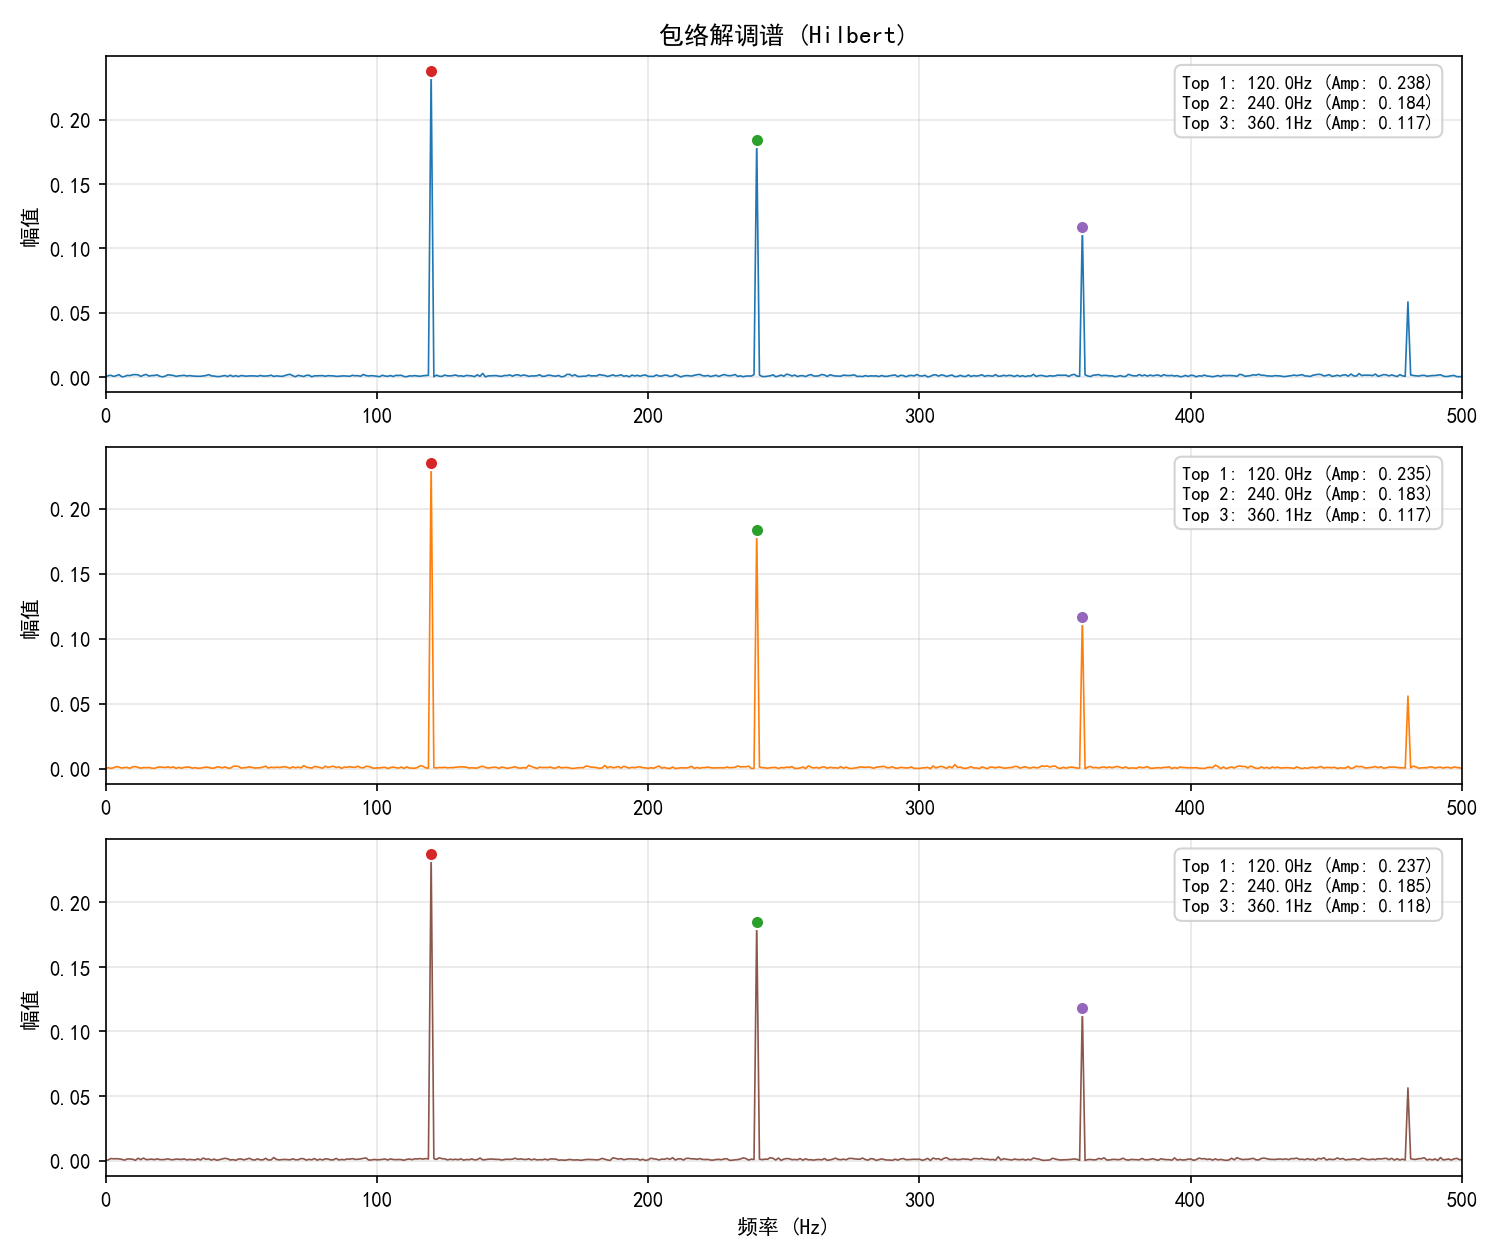 包络解调谱 (Hilbert)
幅值
0.20
0.15
0.10
0.05
0.00
Top 1: 120.0Hz (Amp: 0.238)
Top 2: 240.0Hz (Amp: 0.184)
Top 3: 360.1Hz (Amp: 0.117)
0 100 200 300 400 500
幅值
0.20
0.15
0.10
0.05
0.00
Top 1: 120.0Hz (Amp: 0.235)
Top 2: 240.0Hz (Amp: 0.183)
Top 3: 360.1Hz (Amp: 0.117)
0 100 200 300 400 500
幅值
0.20
0.15
0.10
0.05
0.00
Top 1: 120.0Hz (Amp: 0.237)
Top 2: 240.0Hz (Amp: 0.185)
Top 3: 360.1Hz (Amp: 0.118)
0 100 200 300 400 500
频率 (Hz)